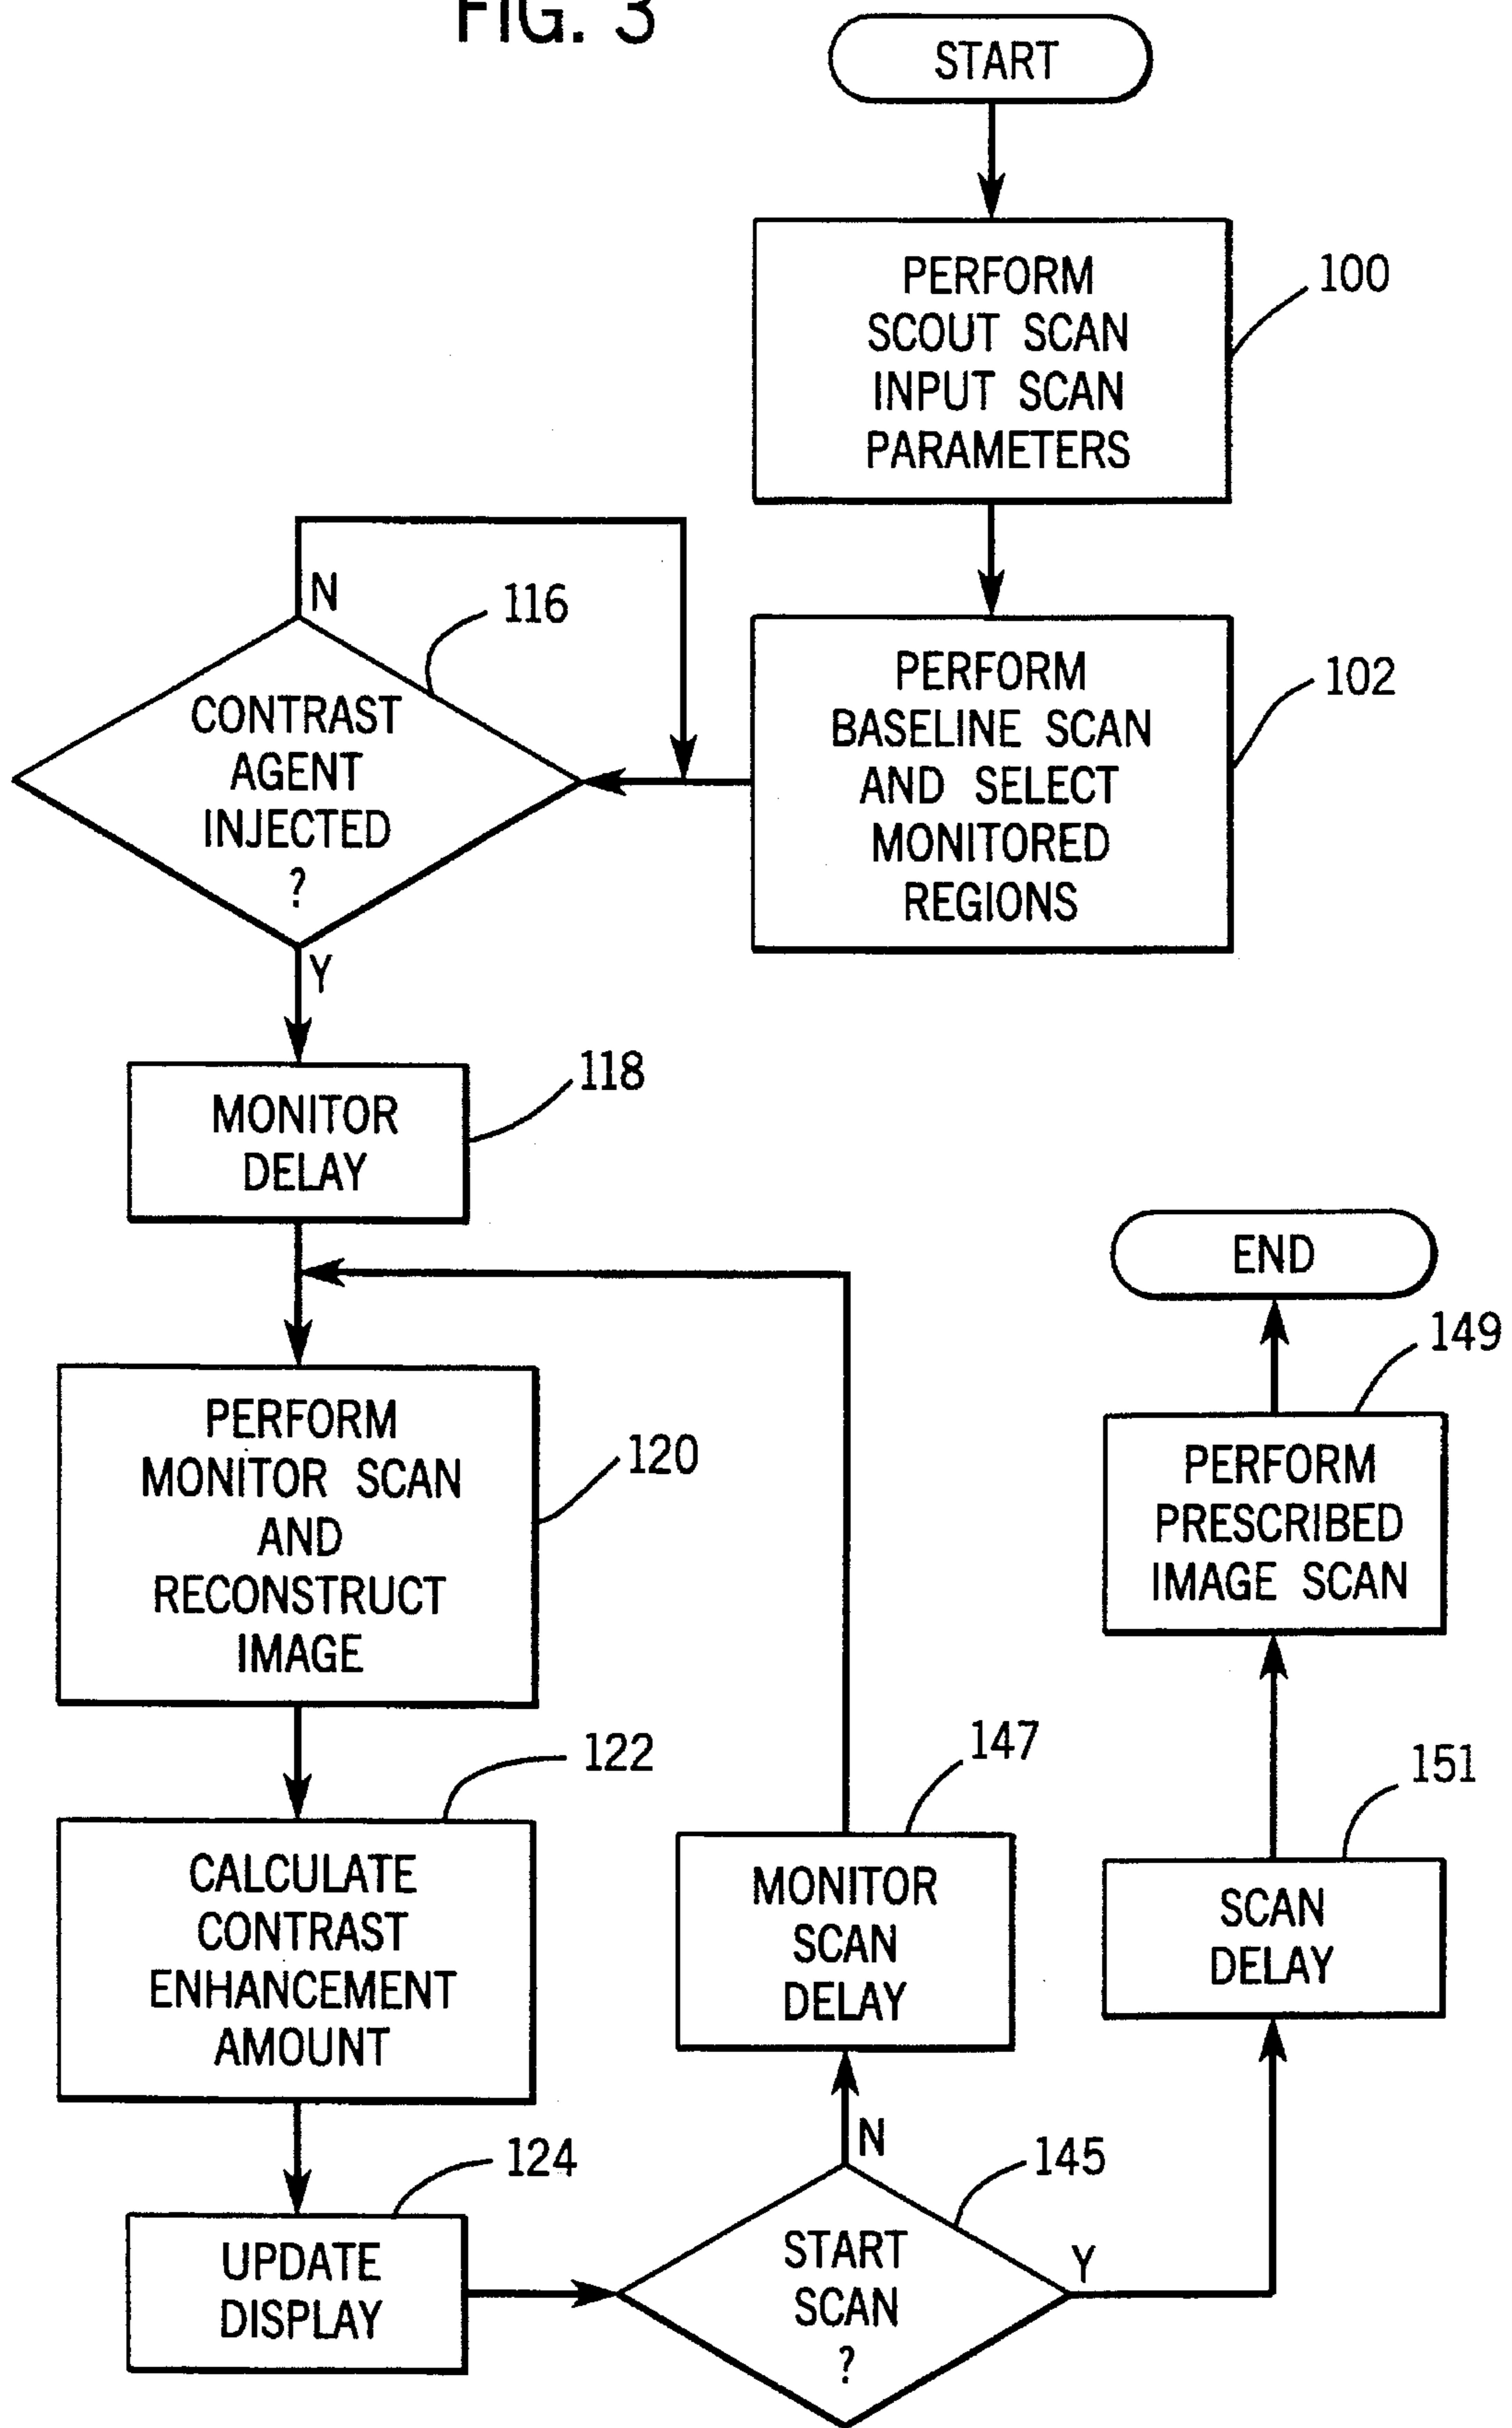 FIG. 3
START
PERFORM
SCOUT SCAN
INPUT SCAN
PARAMETERS
100
PERFORM
BASELINE SCAN
AND SELECT
MONITORED
REGIONS
102
N
116
CONTRAST
AGENT
INJECTED
?
Y
MONITOR
DELAY
118
PERFORM
MONITOR SCAN
AND
RECONSTRUCT
IMAGE
120
CALCULATE
CONTRAST
ENHANCEMENT
AMOUNT
122
UPDATE
DISPLAY
124
START
SCAN
?
145
N
Y
MONITOR
SCAN
DELAY
147
SCAN
DELAY
151
PERFORM
PRESCRIBED
IMAGE SCAN
149
END